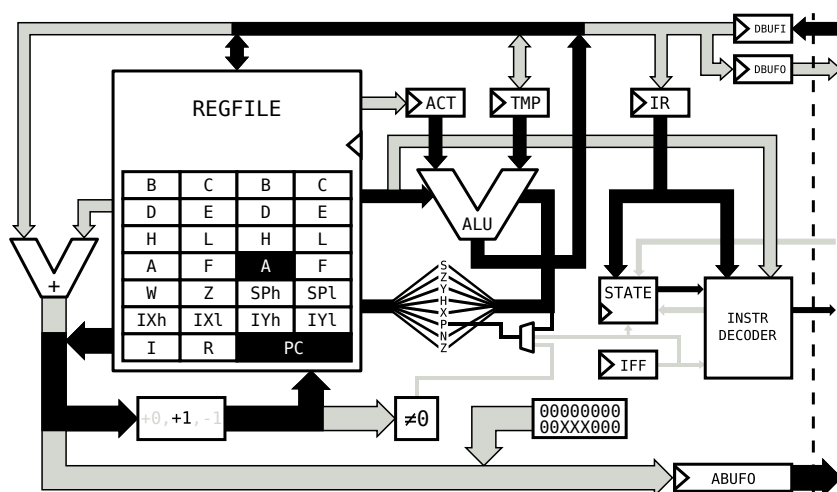 DBUFI
DBUFO
REGFILE
ACT
TMP
IR
B C B C
D E D E
H L H L
A F A F
W Z SPh SPl
IXh IXl IYh IYl
I R PC
ALU
+
S
Z
Y
H
X
P
N
Z
STATE
INSTR
DECODER
IFF
+0,+1,-1
≠0
00000000
00XXX000
ABUFO